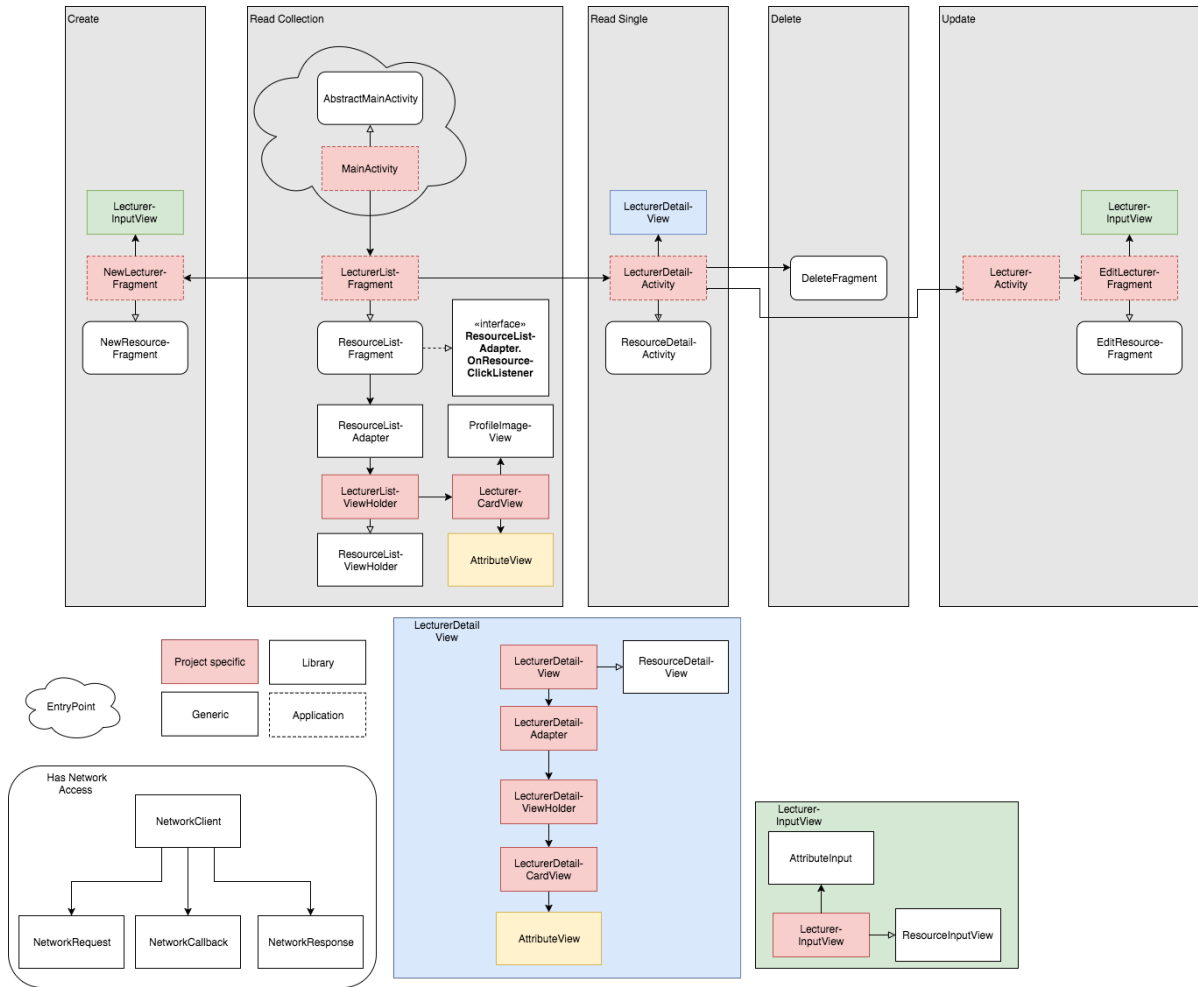 Create
Read Collection
Read Single
Delete
Update
AbstractMainActivity
MainActivity
Lecturer-
InputView
LecturerDetail-
View
Lecturer-
InputView
NewLecturer-
Fragment
LecturerList-
Fragment
LecturerDetail-
Activity
DeleteFragment
Lecturer-
Activity
EditLecturer-
Fragment
NewResource-
Fragment
ResourceList-
Fragment
«interface»
ResourceList-
Adapter.
OnResource-
ClickListener
ResourceDetail-
Activity
EditResource-
Fragment
ResourceList-
Adapter
ProfileImage-
View
LecturerList-
ViewHolder
Lecturer-
CardView
ResourceList-
ViewHolder
AttributeView
EntryPoint
Project specific
Library
Generic
Application
Has Network
Access
NetworkClient
NetworkRequest
NetworkCallback
NetworkResponse
LecturerDetail
View
LecturerDetail-
View
ResourceDetail-
View
LecturerDetail-
Adapter
LecturerDetail-
ViewHolder
LecturerDetail-
CardView
AttributeView
Lecturer-
InputView
AttributeInput
Lecturer-
InputView
ResourceInputView